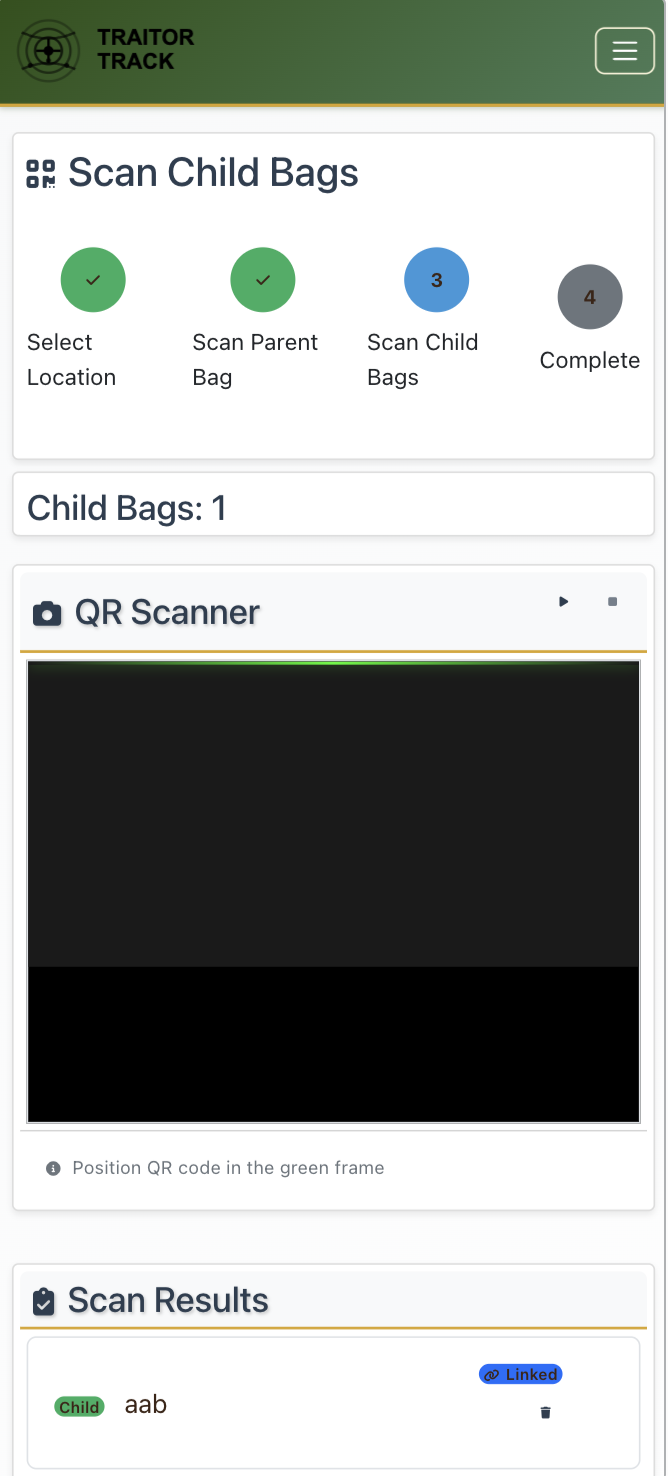 TRAITOR
TRACK
Scan Child Bags
3
4
Select
Location
Scan Parent
Bag
Scan Child
Bags
Complete
Child Bags: 1
QR Scanner
Position QR code in the green frame
Scan Results
Linked
Child aab